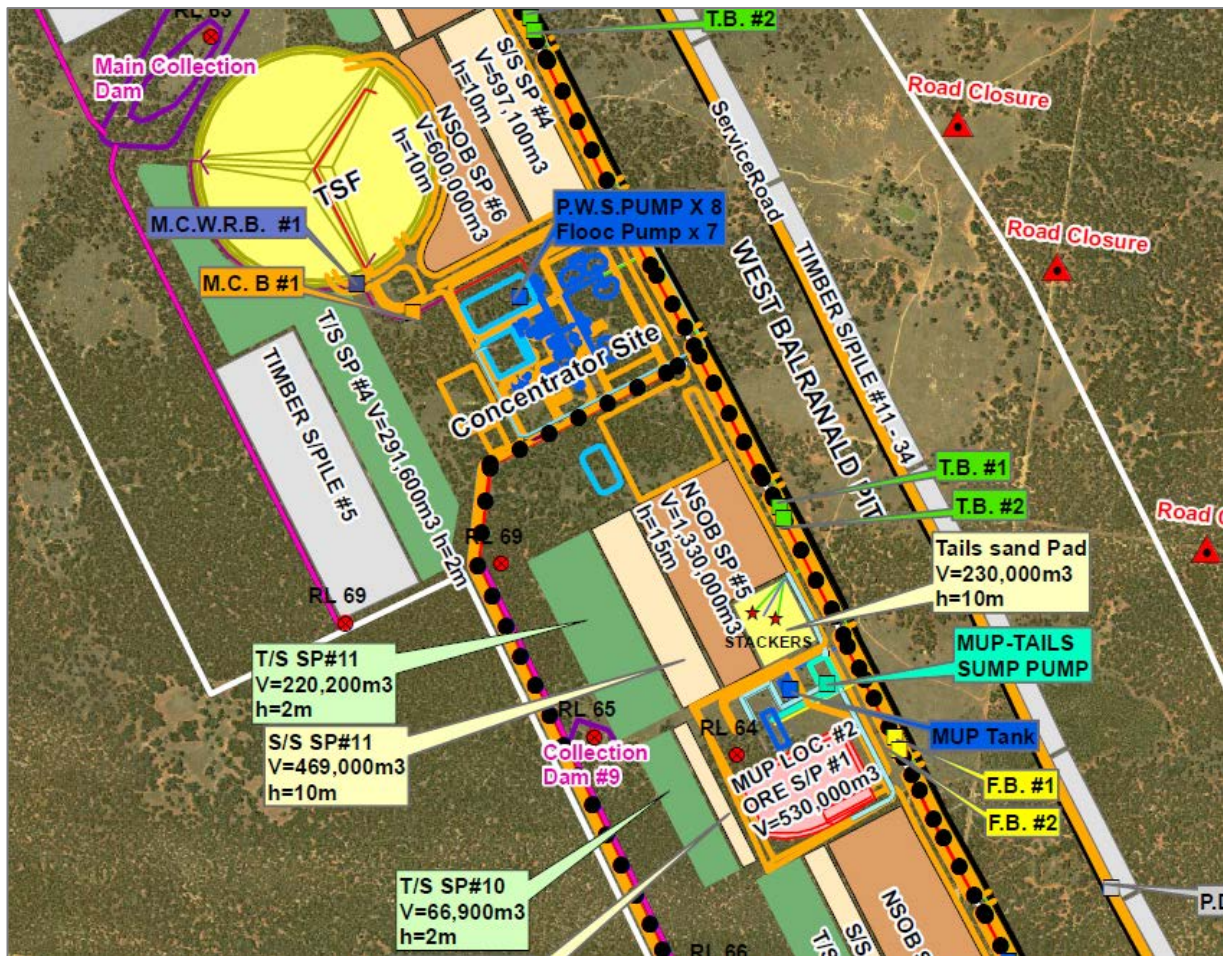 RL 63
T.B. #2
Main Collection
Dam
S/S SP #4
V=597,100m3
h=10m
NSOB SP #6
V=600,000m3
h=10m
TSF
ServiceRoad
Road Closure
M.C.W.R.B. #1
P.W.S.PUMP X 8
Flooc Pump x 7
M.C. B #1
Road Closure
WEST BALRANALD PIT
TIMBER S/PILE #11 - 34
Concentrator Site
T/S SP #4 V=291,600m3 h=2m
TIMBER S/PILE #5
T.B. #1
T.B. #2
NSOB SP #5
V=1,330,000m3
h=15m
Road C
RL 69
Tails sand Pad
V=230,000m3
h=10m
RL 69
STACKERS
T/S SP#11
V=220,200m3
h=2m
MUP-TAILS
SUMP PUMP
RL 65
RL 64
S/S SP#11
V=469,000m3
h=10m
Collection
Dam #9
MUP Tank
MUP LOC. #2
ORE S/P #1
V=530,000m3
F.B. #1
F.B. #2
T/S SP#10
V=66,900m3
h=2m
P.D
RL 66
T/S
S/S
NSOB S